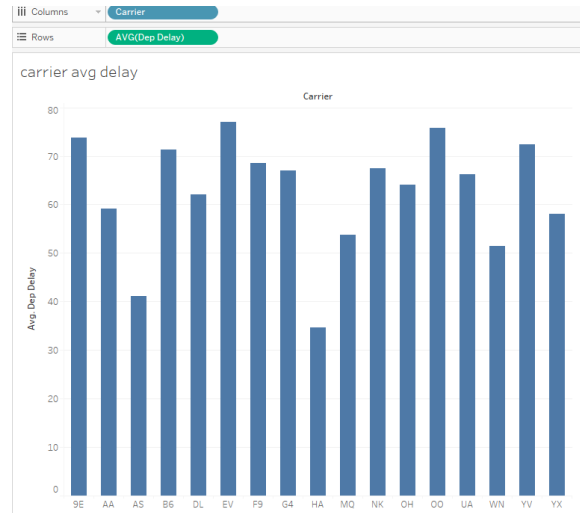 Columns Carrier
Rows AVG(Dep Delay)
carrier avg delay
Carrier
80
70
60
50
40
30
20
10
0
Avg. Dep Delay
9E AA AS B6 DL EV F9 G4 HA MQ NK OH OO UA WN YV YX